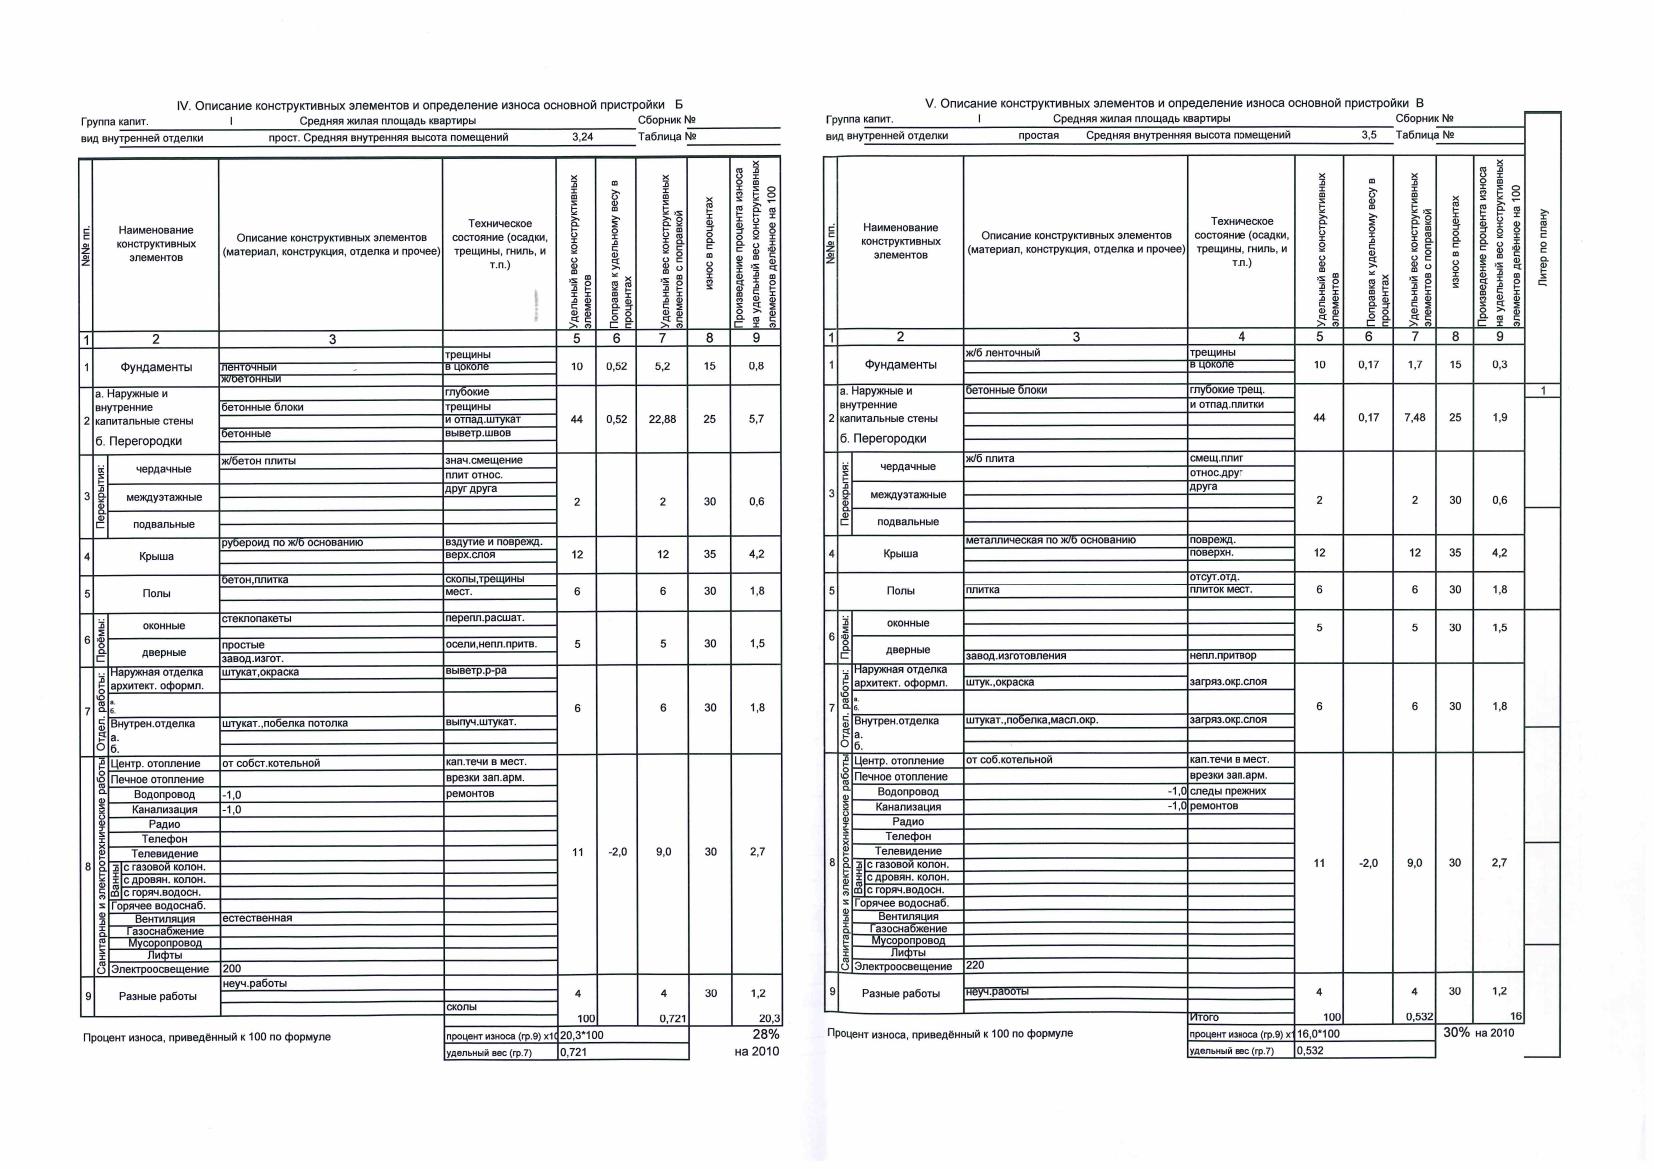 IV. Описание конструктивных элементов и определение износа основной пристройки Б
Группа капит. I Средняя жилая площадь квартиры Сборник №
вид внутренней отделки прост. Средняя внутренняя высота помещений 3,24 Таблица №
№№ пп.
Наименование конструктивных элементов
Описание конструктивных элементов (материал, конструкция, отделка и прочее)
Техническое состояние (осадки, трещины, гниль, и т.п.)
Удельный вес конструктивных элементов
Поправка к удельному весу в процентах
Удельный вес конструктивных элементов с поправкой
износ в процентах
Произведение процента износа на удельный вес конструктивных элементов делённое на 100
1 2 3 5 6 7 8 9
трещины
1 Фундаменты ленточный в цоколе 10 0,52 5,2 15 0,8
ж/бетонный
а. Наружные и глубокие
внутренние бетонные блоки трещины
2 капитальные стены и отпад.штукат 44 0,52 22,88 25 5,7
б. Перегородки бетонные выветр.швов
3 Перекрытия:
чердачные ж/бетон плиты знач.смещение
плит относ.
друг друга
междуэтажные 2 2 30 0,6
подвальные
рубероид по ж/б основанию вздутие и поврежд.
4 Крыша верх.слоя 12 12 35 4,2
бетон,плитка сколы,трещины
5 Полы мест. 6 6 30 1,8
6 Проёмы:
оконные стеклопакеты перепл.расшат.
дверные простые осели,непл.притв. 5 5 30 1,5
завод.изгот.
7 Отдел. работы:
Наружная отделка штукат,окраска выветр.р-ра
архитект. оформл.
а.
б.
6 6 30 1,8
Внутрен.отделка штукат.,побелка потолка выпуч.штукат.
а.
б.
8 Санитарные и электротехнические работы
Центр. отопление от собст.котельной кап.течи в мест.
Печное отопление врезки зап.арм.
Водопровод -1,0 ремонтов
Канализация -1,0
Радио
Телефон
Телевидение 11 -2,0 9,0 30 2,7
Ванны
с газовой колон.
с дровян. колон.
с горяч.водосн.
Горячее водоснаб.
Вентиляция естественная
Газоснабжение
Мусоропровод
Лифты
Электроосвещение 200
неуч.работы
9 Разные работы 4 4 30 1,2
сколы
100 0,721 20,3
Процент износа, приведённый к 100 по формуле процент износа (гр.9) х10 20,3*100 28%
удельный вес (гр.7) 0,721 на 2010
V. Описание конструктивных элементов и определение износа основной пристройки В
Группа капит. I Средняя жилая площадь квартиры Сборник №
вид внутренней отделки простая Средняя внутренняя высота помещений 3,5 Таблица №
№№ пп.
Наименование конструктивных элементов
Описание конструктивных элементов (материал, конструкция, отделка и прочее)
Техническое состояние (осадки, трещины, гниль, и т.п.)
Удельный вес конструктивных элементов
Поправка к удельному весу в процентах
Удельный вес конструктивных элементов с поправкой
износ в процентах
Произведение процента износа на удельный вес конструктивных элементов делённое на 100
Литер по плану
1 2 3 4 5 6 7 8 9
ж/б ленточный трещины
1 Фундаменты в цоколе 10 0,17 1,7 15 0,3
а. Наружные и бетонные блоки глубокие трещ. 1
внутренние и отпад.плитки
2 капитальные стены 44 0,17 7,48 25 1,9
б. Перегородки
3 Перекрытия:
чердачные ж/б плита смещ.плит
относ.друг
друга
междуэтажные 2 2 30 0,6
подвальные
металлическая по ж/б основанию поврежд.
4 Крыша поверхн. 12 12 35 4,2
отсут.отд.
5 Полы плитка плиток мест. 6 6 30 1,8
6 Проёмы:
оконные 5 5 30 1,5
дверные
завод.изготовления непл.притвор
7 Отдел. работы:
Наружная отделка
архитект. оформл. штук.,окраска загряз.окр.слоя
а.
б.
6 6 30 1,8
Внутрен.отделка штукат.,побелка,масл.окр. загряз.окр.слоя
а.
б.
8 Санитарные и электротехнические работы
Центр. отопление от соб.котельной кап.течи в мест.
Печное отопление врезки зап.арм.
Водопровод -1,0 следы прежних
Канализация -1,0 ремонтов
Радио
Телефон
Телевидение
Ванны
с газовой колон. 11 -2,0 9,0 30 2,7
с дровян. колон.
с горяч.водосн.
Горячее водоснаб.
Вентиляция
Газоснабжение
Мусоропровод
Лифты
Электроосвещение 220
9 Разные работы неуч.работы 4 4 30 1,2
Итого 100 0,532 16
Процент износа, приведённый к 100 по формуле процент износа (гр.9) х1 16,0*100 30% на 2010
удельный вес (гр.7) 0,532